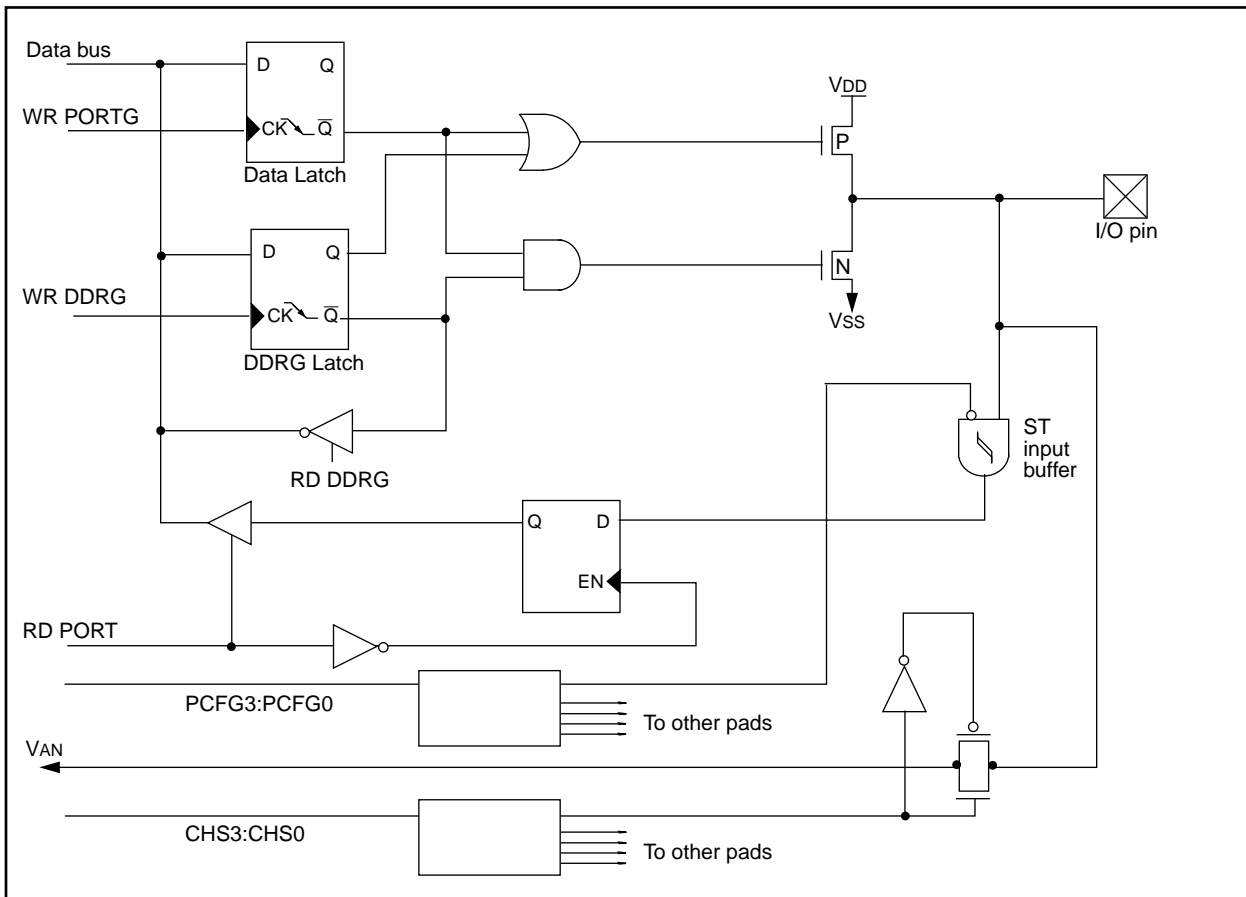 Data bus
D Q
VDD
WR PORTG
CK Q
P
Data Latch
I/O pin
D Q
N
WR DDRG
CK Q
VSS
DDRG Latch
ST
input
buffer
RD DDRG
Q D
EN
RD PORT
PCFG3:PCFG0
To other pads
VAN
CHS3:CHS0
To other pads